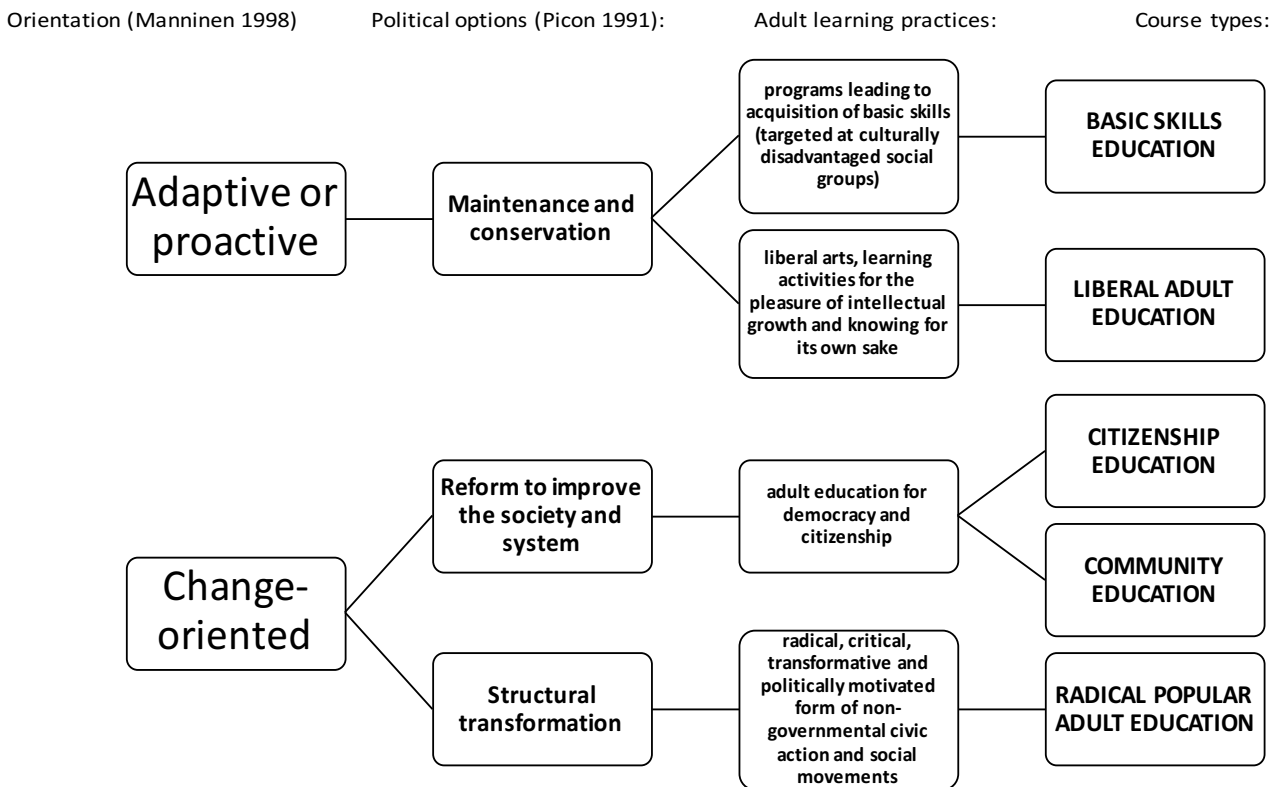 Orientation (Manninen 1998)
Political options (Picon 1991):
Adult learning practices:
Course types:
Adaptive or
proactive
Maintenance and
conservation
programs leading to
acquisition of basic skills
(targeted at culturally
disadvantaged social
groups)
BASIC SKILLS
EDUCATION
liberal arts, learning
activities for the
pleasure of intellectual
growth and knowing for
its own sake
LIBERAL ADULT
EDUCATION
Change-
oriented
Reform to improve
the society and
system
adult education for
democracy and
citizenship
CITIZENSHIP
EDUCATION
COMMUNITY
EDUCATION
Structural
transformation
radical, critical,
transformative and
politically motivated
form of non-
governmental civic
action and social
movements
RADICAL POPULAR
ADULT EDUCATION